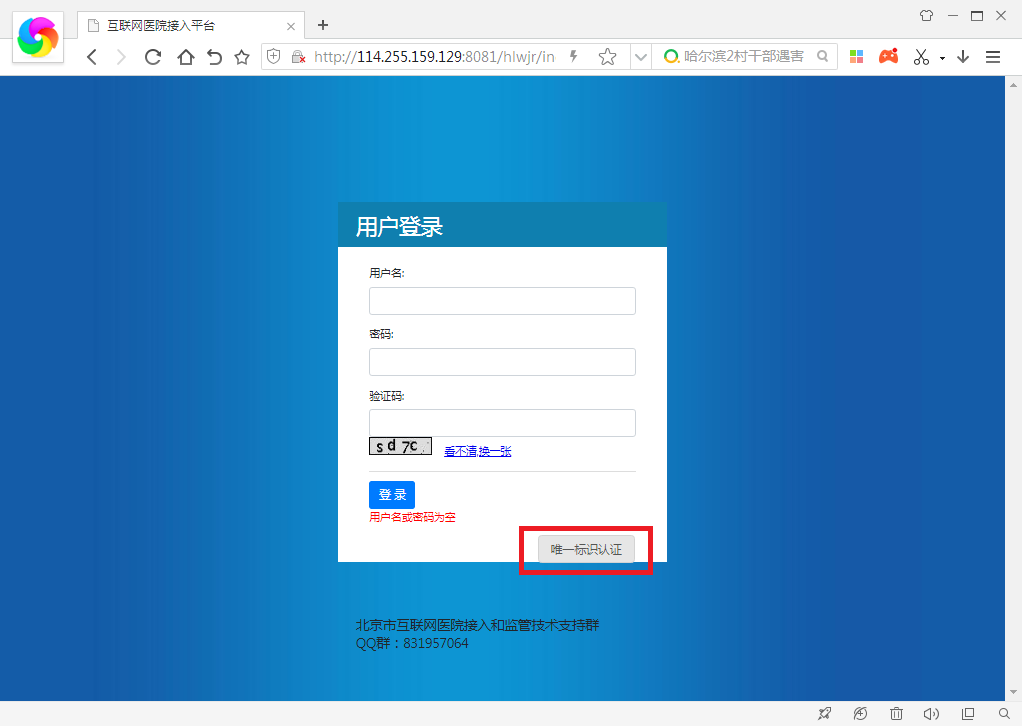 互联网医院接入平台
http://114.255.159.129:8081/hlwjr/in
哈尔滨2村干部遇害
用户登录
用户名:
密码:
验证码:
sd7c
看不清,换一张
登 录
用户名或密码为空
唯一标识认证
北京市互联网医院接入和监管技术支持群
QQ群：831957064